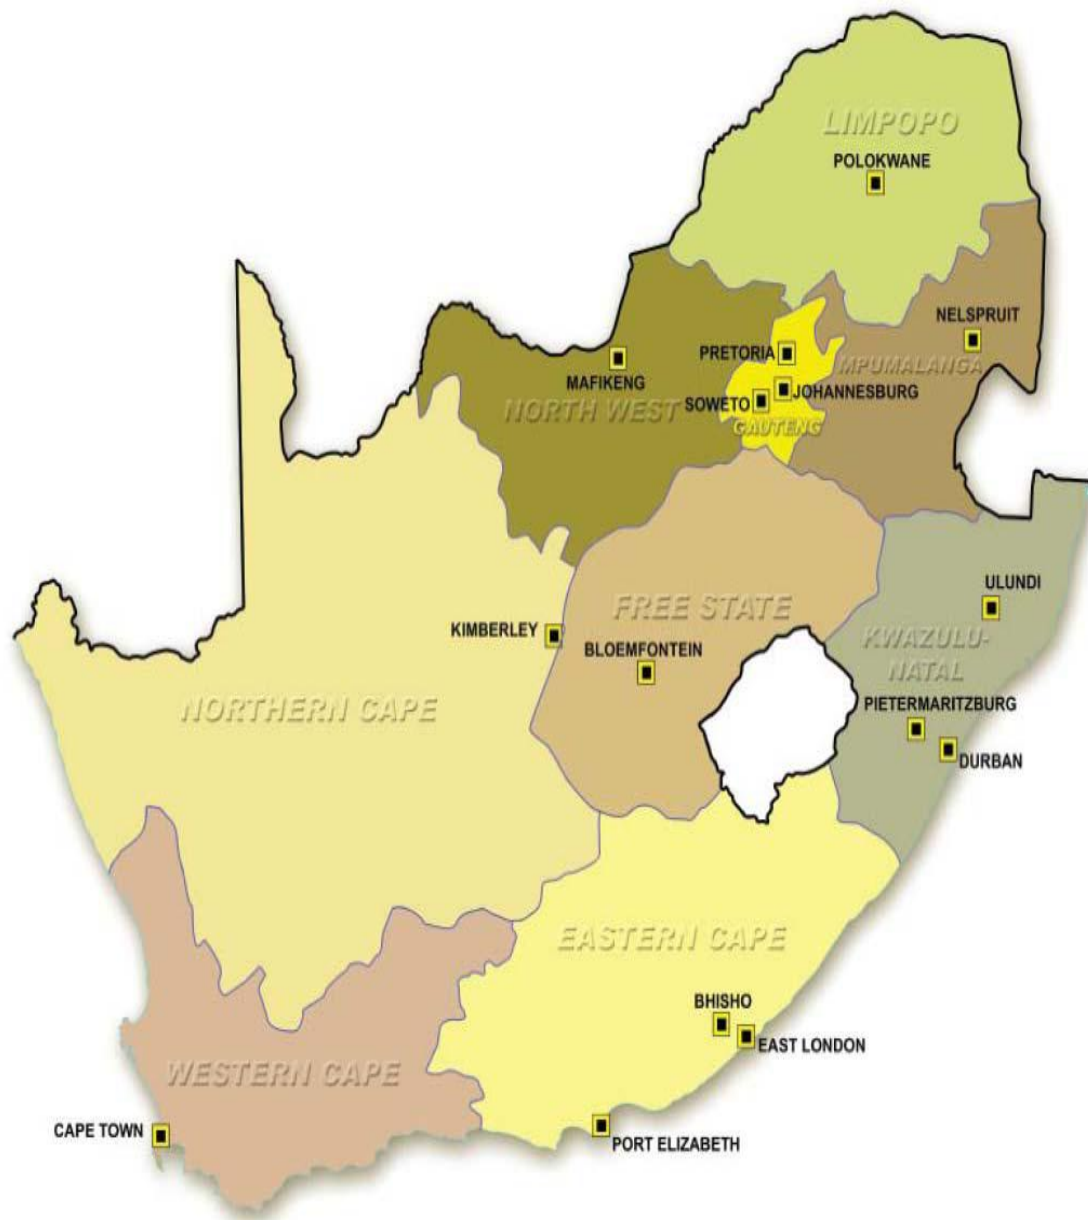 LIMPOPO
POLOKWANE
NELSPRUIT
PRETORIA
MPUMALANGA
MAFIKENG
JOHANNESBURG
SOWETO
NORTH WEST
GAUTENG
ULUNDI
FREE STATE
KIMBERLEY
KWAZULU-
NATAL
BLOEMFONTEIN
NORTHERN CAPE
PIETERMARITZBURG
DURBAN
EASTERN CAPE
BHISHO
EAST LONDON
WESTERN CAPE
CAPE TOWN
PORT ELIZABETH